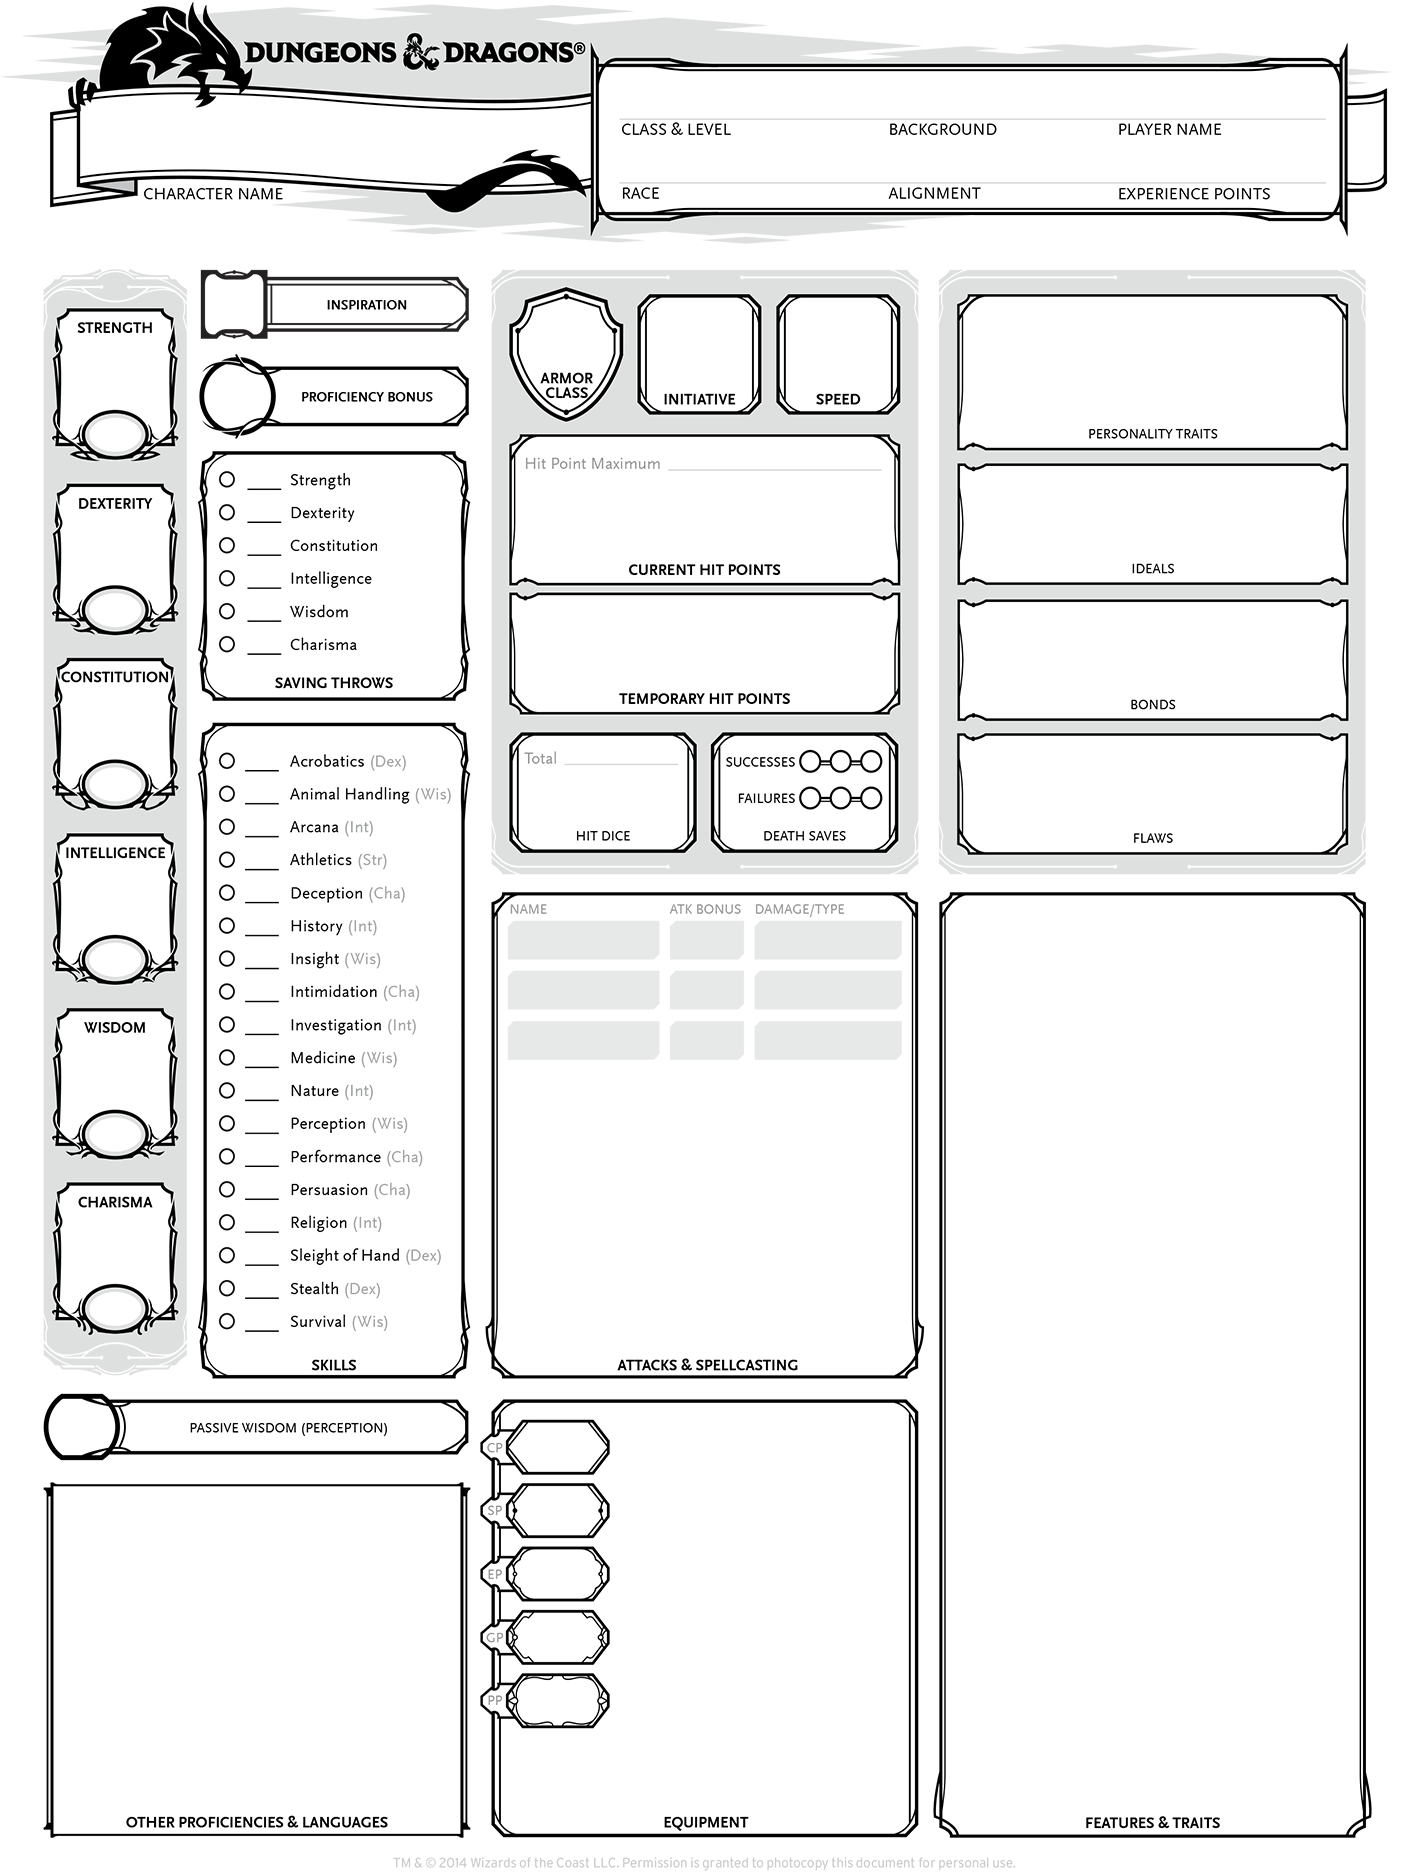 DUNGEONS & DRAGONS®
CLASS & LEVEL
BACKGROUND
PLAYER NAME
CHARACTER NAME
RACE
ALIGNMENT
EXPERIENCE POINTS
STRENGTH
DEXTERITY
CONSTITUTION
INTELLIGENCE
WISDOM
CHARISMA
INSPIRATION
PROFICIENCY BONUS
Strength
Dexterity
Constitution
Intelligence
Wisdom
Charisma
SAVING THROWS
Acrobatics (Dex)
Animal Handling (Wis)
Arcana (Int)
Athletics (Str)
Deception (Cha)
History (Int)
Insight (Wis)
Intimidation (Cha)
Investigation (Int)
Medicine (Wis)
Nature (Int)
Perception (Wis)
Performance (Cha)
Persuasion (Cha)
Religion (Int)
Sleight of Hand (Dex)
Stealth (Dex)
Survival (Wis)
SKILLS
PASSIVE WISDOM (PERCEPTION)
OTHER PROFICIENCIES & LANGUAGES
ARMOR
CLASS
INITIATIVE
SPEED
Hit Point Maximum
CURRENT HIT POINTS
TEMPORARY HIT POINTS
Total
HIT DICE
SUCCESSES
FAILURES
DEATH SAVES
NAME
ATK BONUS
DAMAGE/TYPE
ATTACKS & SPELLCASTING
CP
SP
EP
GP
PP
EQUIPMENT
PERSONALITY TRAITS
IDEALS
BONDS
FLAWS
FEATURES & TRAITS
TM & © 2014 Wizards of the Coast LLC. Permission is granted to photocopy this document for personal use.